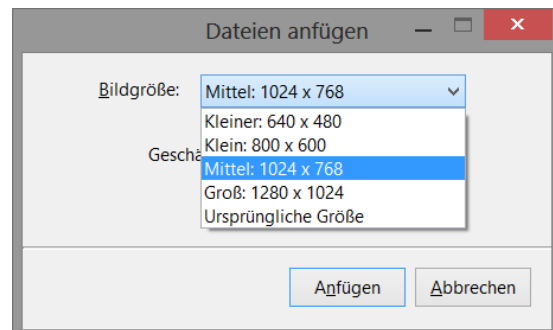 Dateien anfügen
Bildgröße: Mittel: 1024 x 768
Kleiner: 640 x 480
Klein: 800 x 600
Mittel: 1024 x 768
Groß: 1280 x 1024
Ursprüngliche Größe
Anfügen Abbrechen